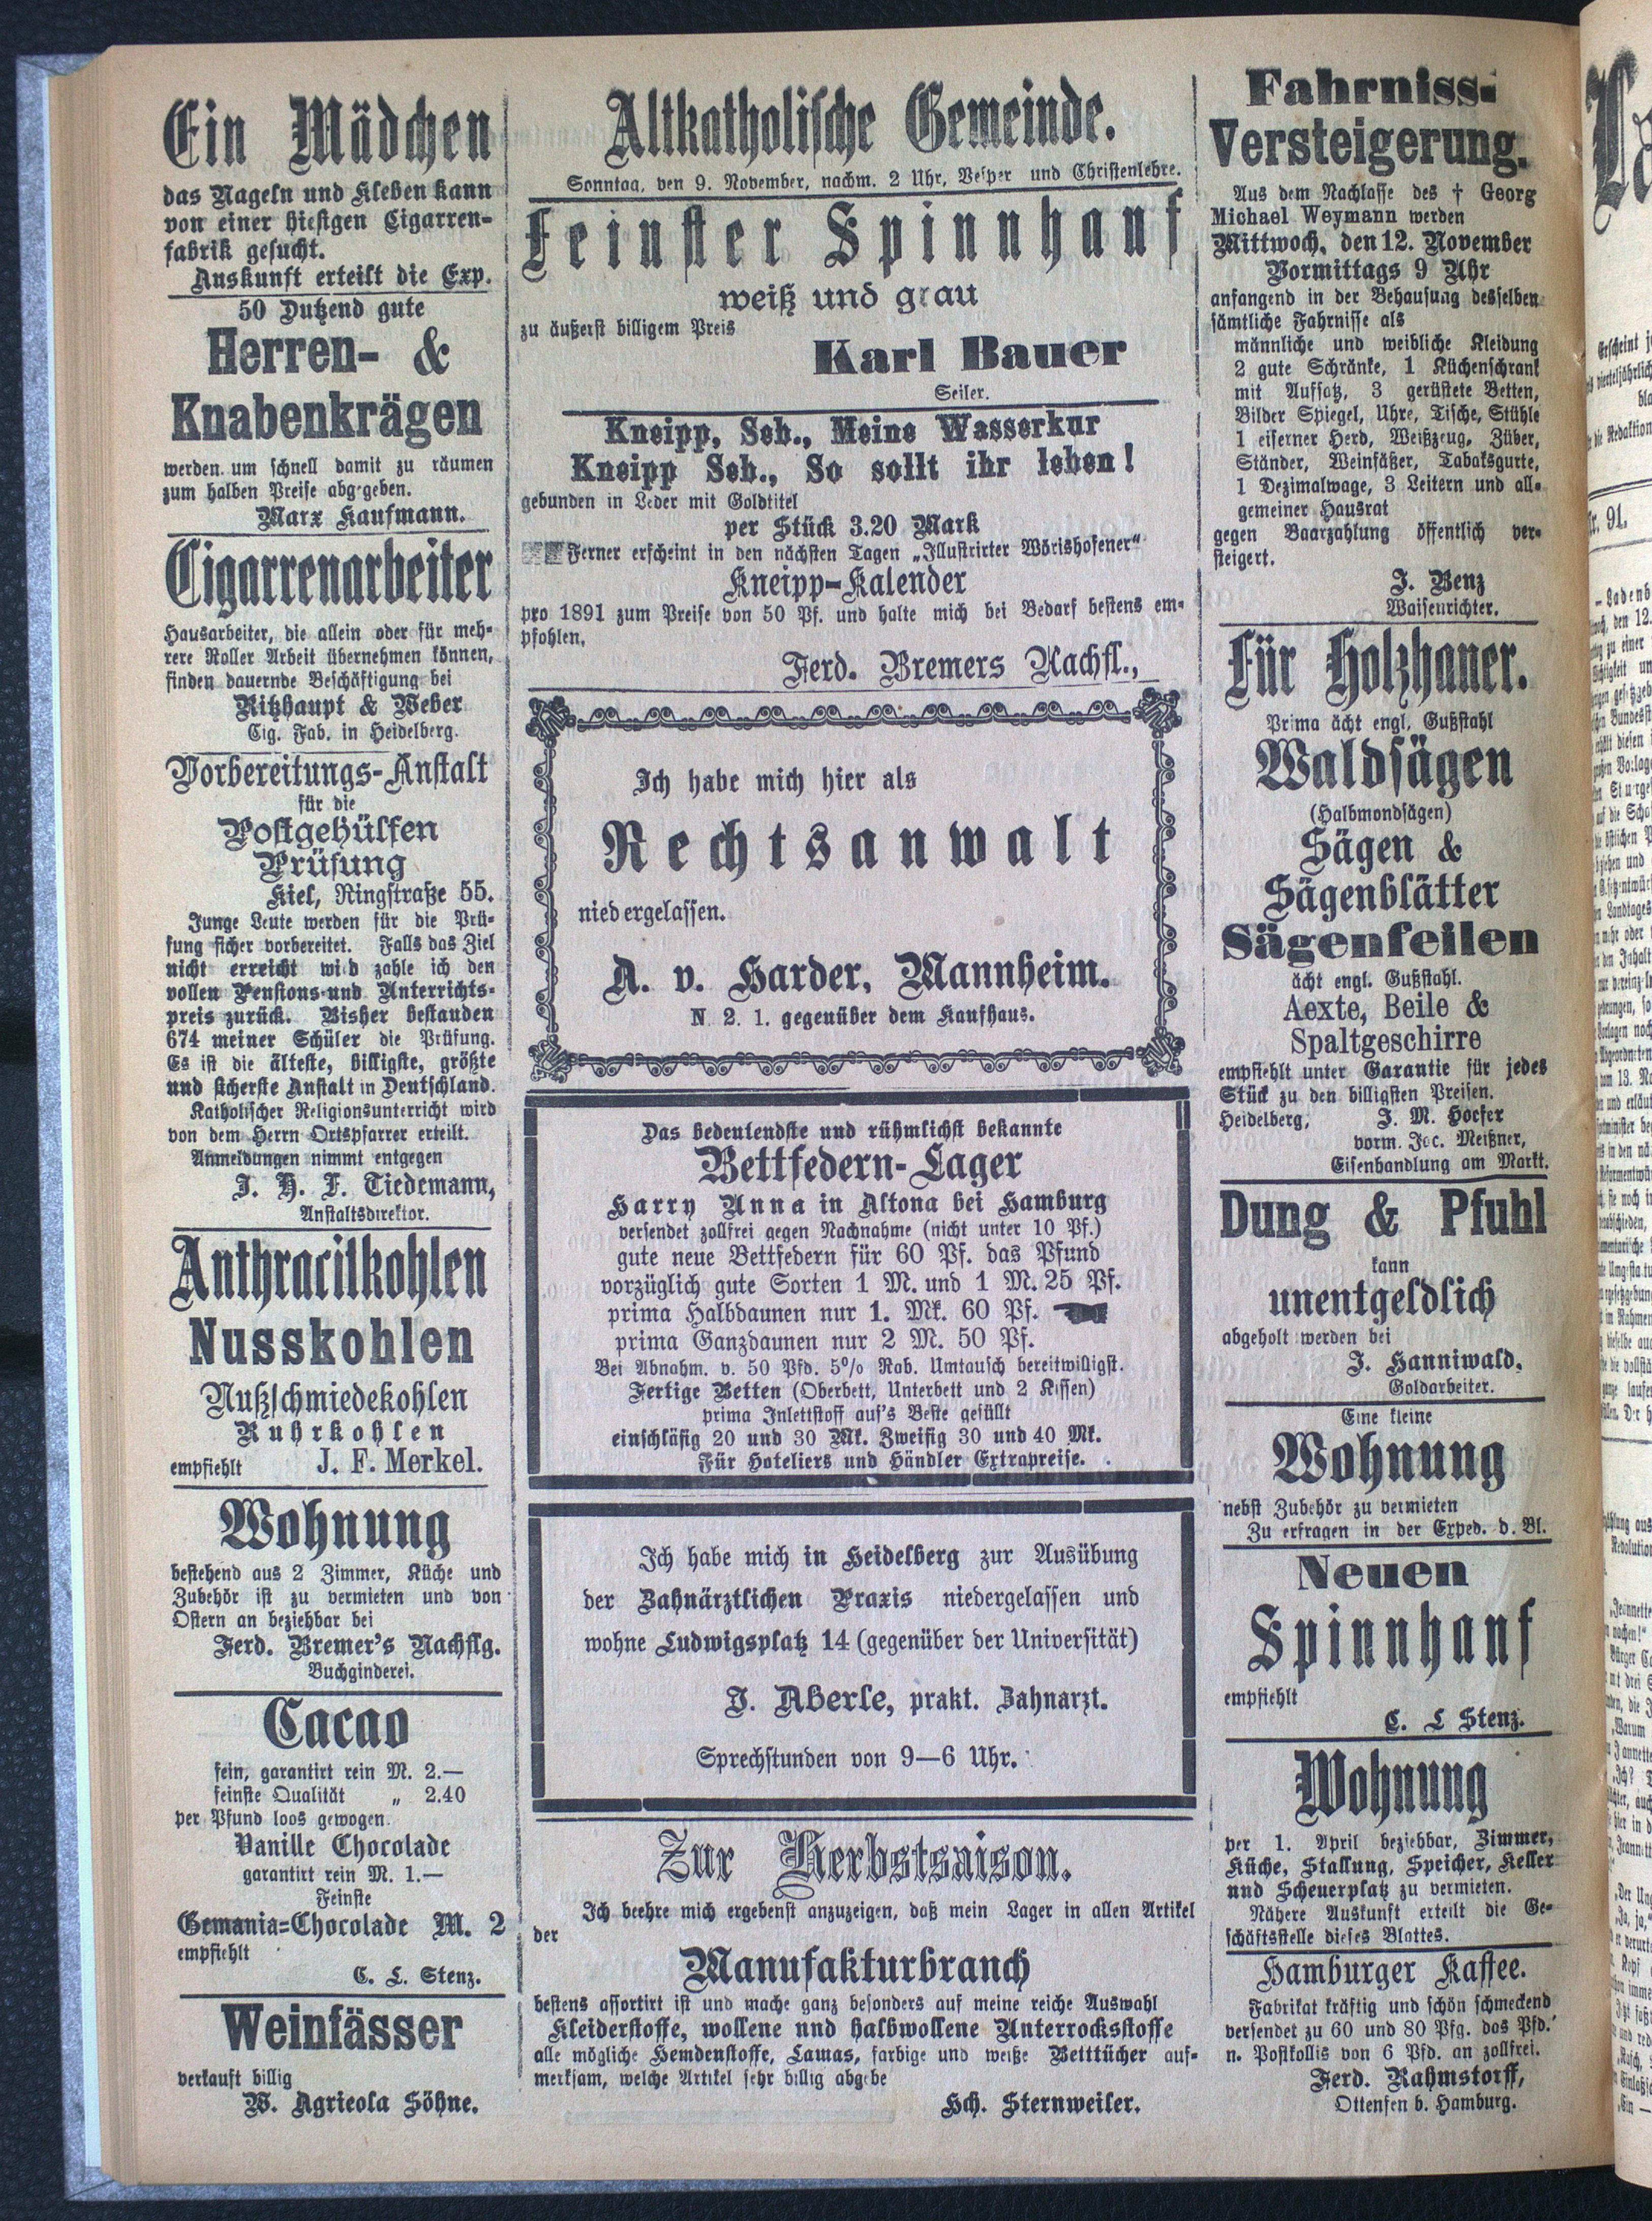 Ein Mädchen
das Nageln und Kleben kann
von einer hiesigen Cigarren-
fabrik gesucht.
Auskunft erteilt die Exp.
50 Dutzend gute
Herren- &
Knabenkrägen
werden um schnell damit zu räumen
zum halben Preise abgegeben.
Marx Kaufmann.
Cigarrenarbeiter
Hausarbeiter, die allein oder für meh-
rere Roller Arbeit übernehmen können,
finden dauernde Beschäftigung bei
Ritzhaupt & Weber
Cig. Fab. in Heidelberg.
Vorbereitungs-Anstalt
für die
Postgehülfen
Prüfung
Kiel, Ringstraße 55.
Junge Leute werden für die Prü-
fung sicher vorbereitet. Falls das Ziel
nicht erreicht wird zahle ich den
vollen Pensions-und Unterrichts-
preis zurück. Bisher bestanden
674 meiner Schüler die Prüfung.
Es ist die älteste, billigste, größte
und sicherste Anstalt in Deutschland.
Katholischer Religionsunterricht wird
von dem Herrn Ortspfarrer erteilt.
Anmeldungen nimmt entgegen
J. H. F. Tiedemann,
Anstaltsdirektor.
Anthracitkohlen
Nusskohlen
Nußschmiedekohlen
Ruhrkohlen
empfiehlt J. F. Merkel.
Wohnung
bestehend aus 2 Zimmer, Küche und
Zubehör ist zu vermieten und von
Ostern an beziehbar bei
Ferd. Bremer's Nachflg.
Buchginderei.
Cacao
fein, garantirt rein M. 2.—
feinste Qualität „ 2.40
per Pfund loos gewogen.
Vanille Chocolade
garantirt rein M. 1.—
Feinste
Gemania-Chocolade M. 2
empfiehlt
C. L. Stenz.
Weinfässer
verkauft billig
W. Agrieola Söhne.
Altkatholische Gemeinde.
Sonntag, den 9. November, nachm. 2 Uhr, Vesper und Christenlehre.
Feinster Spinnhanf
weiß und grau
zu äußerst billigem Preis
Karl Bauer
Seiler.
Kneipp, Seb., Meine Wasserkur
Kneipp Seb., So sollt ihr leben!
gebunden in Leder mit Goldtitel
per Stück 3.20 Mark
Ferner erscheint in den nächsten Tagen „Illustrirter Wörishofener"
Kneipp-Kalender
pro 1891 zum Preise von 50 Pf. und halte mich bei Bedarf bestens em-
pfohlen.
Ferd. Bremers Nachfl.,
Ich habe mich hier als
Rechtsanwalt
niedergelassen.
A. v. Harder, Mannheim.
N 2. 1. gegenüber dem Kaufhaus.
Das bedeutendste und rühmlichst bekannte
Bettfedern-Lager
Harry Unna in Altona bei Hamburg
versendet zollfrei gegen Nachnahme (nicht unter 10 Pf.)
gute neue Bettfedern für 60 Pf. das Pfund
vorzüglich gute Sorten 1 M. und 1 M. 25 Pf.
prima Halbdaunen nur 1. Mk. 60 Pf.
prima Ganzdaunen nur 2 M. 50 Pf.
Bei Abnahm. v. 50 Pfd. 5% Rab. Umtausch bereitwilligst.
Fertige Betten (Oberbett, Unterbett und 2 Kissen)
prima Inlettstoff auf's Beste gefüllt
einschläfig 20 und 30 Mk. Zweifig 30 und 40 Mk.
Für Hoteliers und Händler Extrapreise.
Ich habe mich in Heidelberg zur Ausübung
der Zahnärztlichen Praxis niedergelassen und
wohne Ludwigsplatz 14 (gegenüber der Universität)
J. Aberle, prakt. Zahnarzt.
Sprechstunden von 9—6 Uhr.
Zur Herbstsaison.
Ich beehre mich ergebenst anzuzeigen, daß mein Lager in allen Artikel
der
Manufakturbranch
bestens assortirt ist und mache ganz besonders auf meine reiche Auswahl
Kleiderstoffe, wollene und halbwollene Unterrocksstoffe
alle mögliche Hemdenstoffe, Lamas, farbige und weiße Betttücher auf-
merksam, welche Artikel sehr billig abgebe
Hch. Sternweiler.
Fahrniss-
Versteigerung.
Aus dem Nachlasse des † Georg
Michael Weymann werden
Mittwoch, den 12. November
Vormittags 9 Uhr
anfangend in der Behausung desselben
sämtliche Fahrnisse als
männliche und weibliche Kleidung
2 gute Schränke, 1 Küchenschrank
mit Aufsatz, 3 gerüstete Betten,
Bilder Spiegel, Uhre, Tische, Stühle
1 eiserner Herd, Weißzeug, Züber,
Ständer, Weinfäßer, Tabaksgurte,
1 Dezimalwage, 3 Leitern und all-
gemeiner Hausrat
gegen Baarzahlung öffentlich ver-
steigert.
J. Benz
Waisenrichter.
Für Holzhauer.
Prima ächt engl. Gußstahl
Waldsägen
(Halbmondsägen)
Sägen &
Sägenblätter
Sägenfeilen
ächt engl. Gußstahl.
Aexte, Beile &
Spaltgeschirre
empfiehlt unter Garantie für jedes
Stück zu den billigsten Preisen.
Heidelberg, J. M. Hoefer
vorm. Joc. Meißner,
Eisenhandlung am Markt.
Dung & Pfuhl
kann
unentgeldlich
abgeholt werden bei
J. Hanniwald,
Goldarbeiter.
Eine kleine
Wohnung
nebst Zubehör zu vermieten
Zu erfragen in der Exped. d. Bl.
Neuen
Spinnhanf
empfiehlt
C. L Stenz.
Wohnung
per 1. April beziehbar, Zimmer,
Küche, Stallung, Speicher, Keller
und Scheuerplatz zu vermieten.
Nähere Auskunft erteilt die Ge-
schäftsstelle dieses Blattes.
Hamburger Kaffee.
Fabrikat kräftig und schön schmeckend
versendet zu 60 und 80 Pfg. das Pfd.
n. Postkollis von 6 Pfd. an zollfrei.
Ferd. Rahmstorff,
Ottensen b. Hamburg.